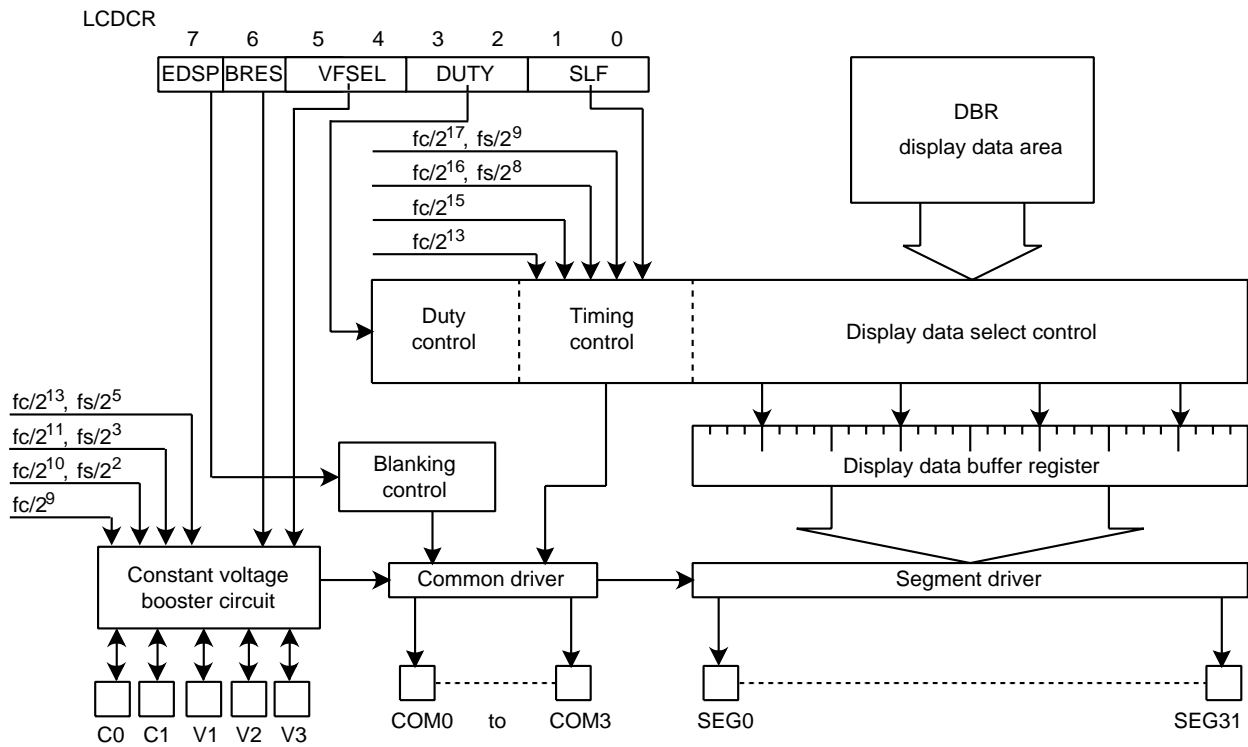 LCDCR
7 6 5 4 3 2 1 0
EDSP BRES VFSEL DUTY SLF
DBR
display data area
fc/2^17, fs/2^9
fc/2^16, fs/2^8
fc/2^15
fc/2^13
Duty
control
Timing
control
Display data select control
fc/2^13, fs/2^5
fc/2^11, fs/2^3
fc/2^10, fs/2^2
fc/2^9
Blanking
control
Display data buffer register
Constant voltage
booster circuit
Common driver
Segment driver
C0 C1 V1 V2 V3
COM0 to COM3
SEG0 SEG31